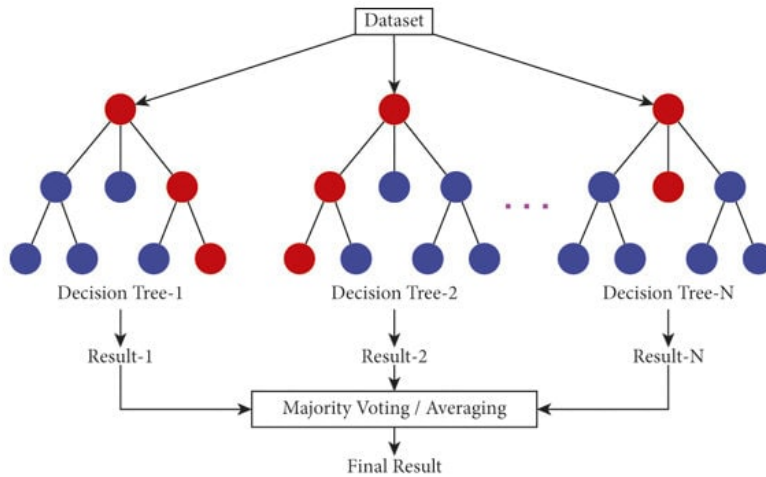 Dataset
Decision Tree-1
Decision Tree-2
Decision Tree-N
Result-1
Result-2
Result-N
Majority Voting / Averaging
Final Result